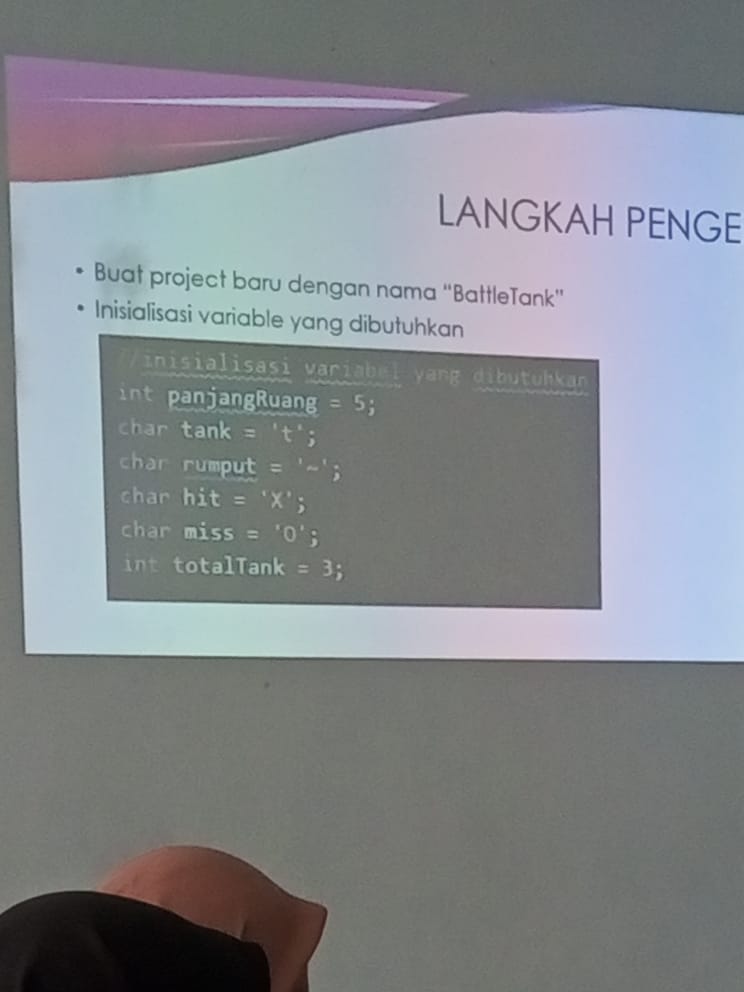 LANGKAH PENGE
• Buat project baru dengan nama “BattleTank”
• Inisialisasi variable yang dibutuhkan
//inisialisasi variabel yang dibutuhkan
int panjangRuang = 5;
char tank = 't';
char rumput = '~';
char hit = 'X';
char miss = 'O';
int totalTank = 3;